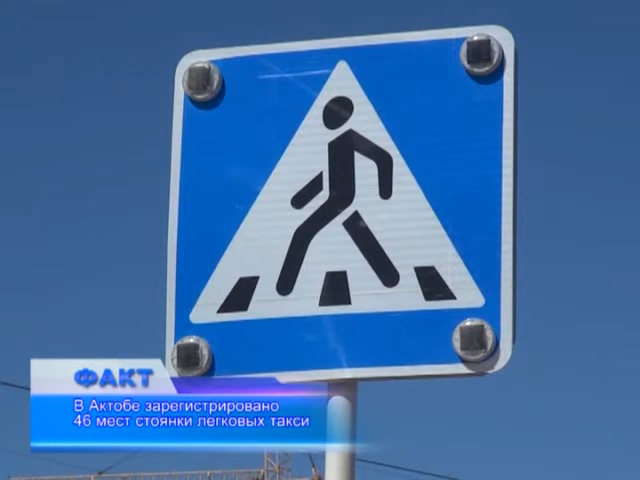 ФАКТ
В Актобе зарегистрировано
46 мест стоянки легковых такси